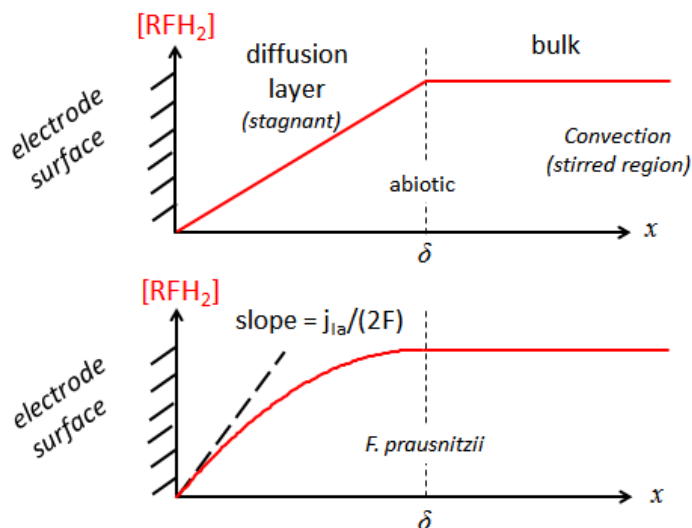 [RFH₂]
diffusion
layer
(stagnant)
bulk
electrode
surface
Convection
(stirred region)
abiotic
x
δ
[RFH₂]
slope = jla/(2F)
electrode
surface
F. prausnitzii
x
δ